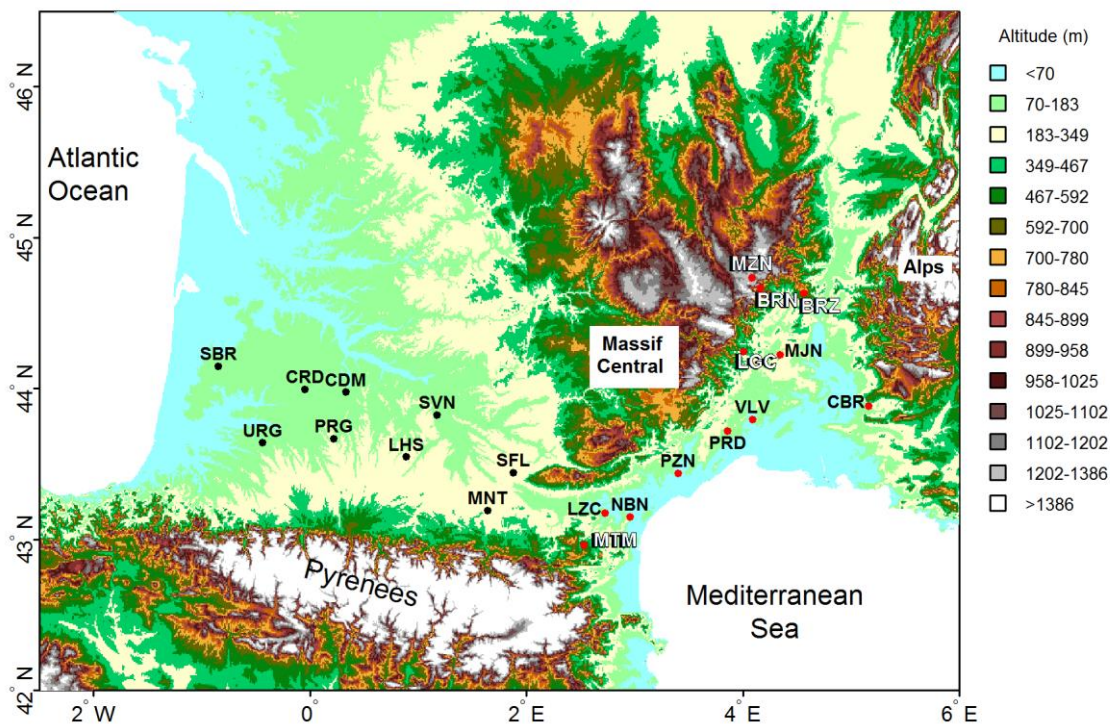 Altitude (m)
<70
70-183
183-349
349-467
467-592
592-700
700-780
780-845
845-899
899-958
958-1025
1025-1102
1102-1202
1202-1386
>1386
Atlantic
Ocean
Alps
Massif
Central
Pyrenees
Mediterranean
Sea
MZN
BRN
BRZ
LGC
MJN
SBR
CRD
CDM
SVN
VLV
CBR
URG
PRG
LHS
PRD
SFL
PZN
MNT
LZC
NBN
MTM
46°N
45°N
44°N
43°N
42°N
2°W
0
2°E
4°E
6°E